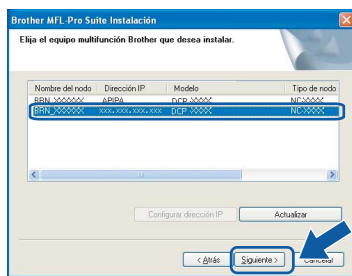 Brother MFL-Pro Suite Instalación
Elija el equipo multifunción Brother que desea instalar.
Nombre del nodo Dirección IP Modelo Tipo de nodo
BRN_XXXXXX APIPA DCP XXXX NC-XXXX
BRN_XXXXXX xxx.xxx.xxx.xxx DCP XXXX NC-XXXX
Configurar dirección IP Actualizar
< Atrás Siguiente > Cancelar